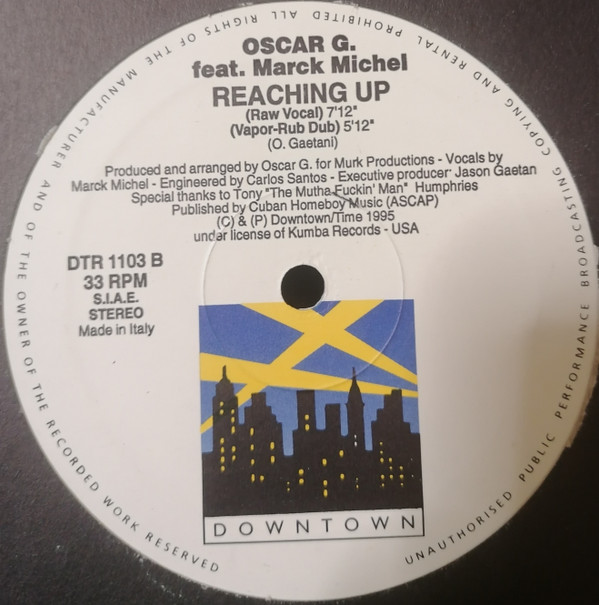 OSCAR G.
feat. Marck Michel
REACHING UP
(Raw Vocal) 7'12"
(Vapor-Rub Dub) 5'12"
(O. Gaetani)
Produced and arranged by Oscar G. for Murk Productions - Vocals by
Marck Michel - Engineered by Carlos Santos - Executive producer Jason Gaetan
Special thanks to Tony "The Mutha Fuckin' Man" Humphries
Published by Cuban Homeboy Music (ASCAP)
(C) & (P) Downtown/Time 1995
under license of Kumba Records - USA
DTR 1103 B
33 RPM
S.I.A.E.
STEREO
Made in Italy
DOWNTOWN
ALL RIGHTS OF THE MANUFACTURER AND OF THE OWNER OF THE RECORDED WORK RESERVED
UNAUTHORISED PUBLIC PERFORMANCE BROADCASTING COPYING AND RENTAL PROHIBITED